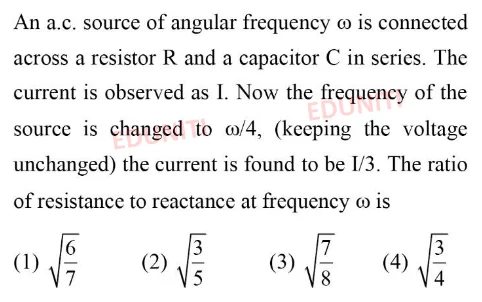 An a.c. source of angular frequency ω is connected
across a resistor R and a capacitor C in series. The
current is observed as I. Now the frequency of the
source is changed to ω/4, (keeping the voltage
unchanged) the current is found to be I/3. The ratio
of resistance to reactance at frequency ω is
(1) √(6/7) (2) √(3/5) (3) √(7/8) (4) √(3/4)
EDUNITI
EDUNITI